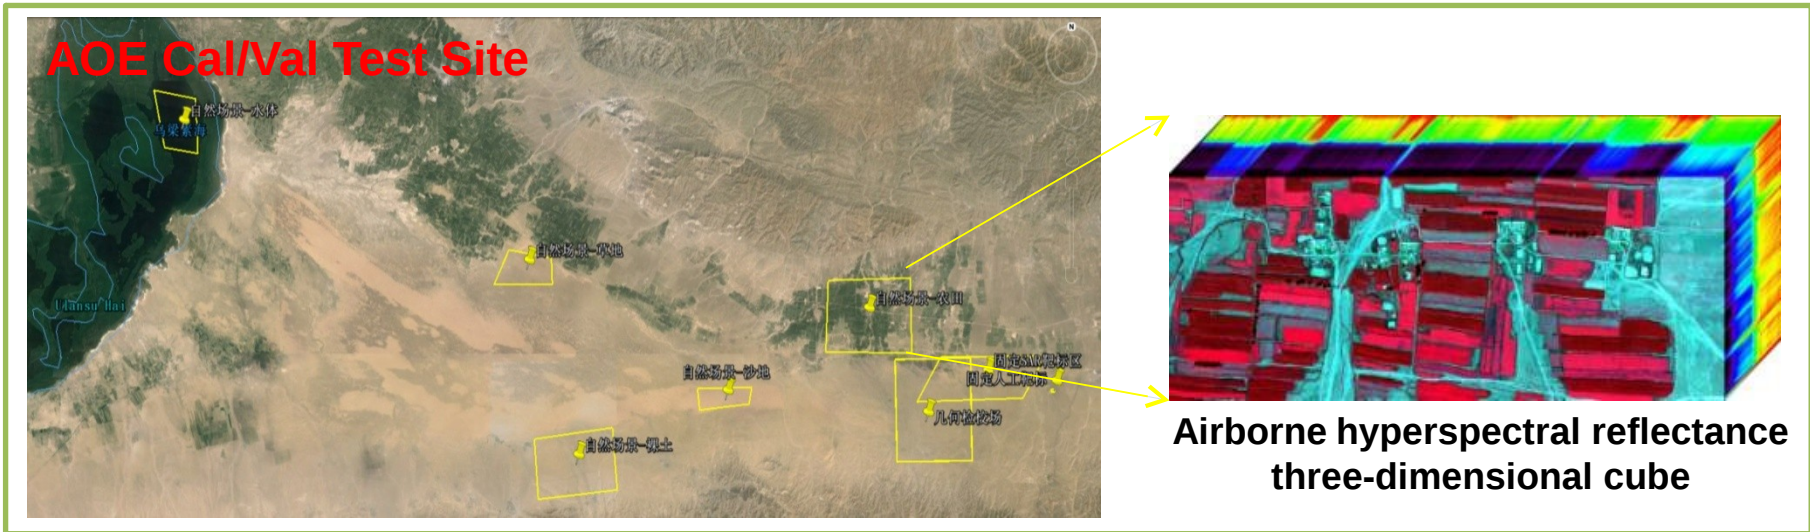 AOE Cal/Val Test Site
N
自然场景-水体
乌梁素海
自然场景-草地
Ulansu Hai
自然场景-农田
固定SAR靶标区
自然场景-沙地
固定人工靶标
几何检校场
自然场景-裸土
Airborne hyperspectral reflectance
three-dimensional cube